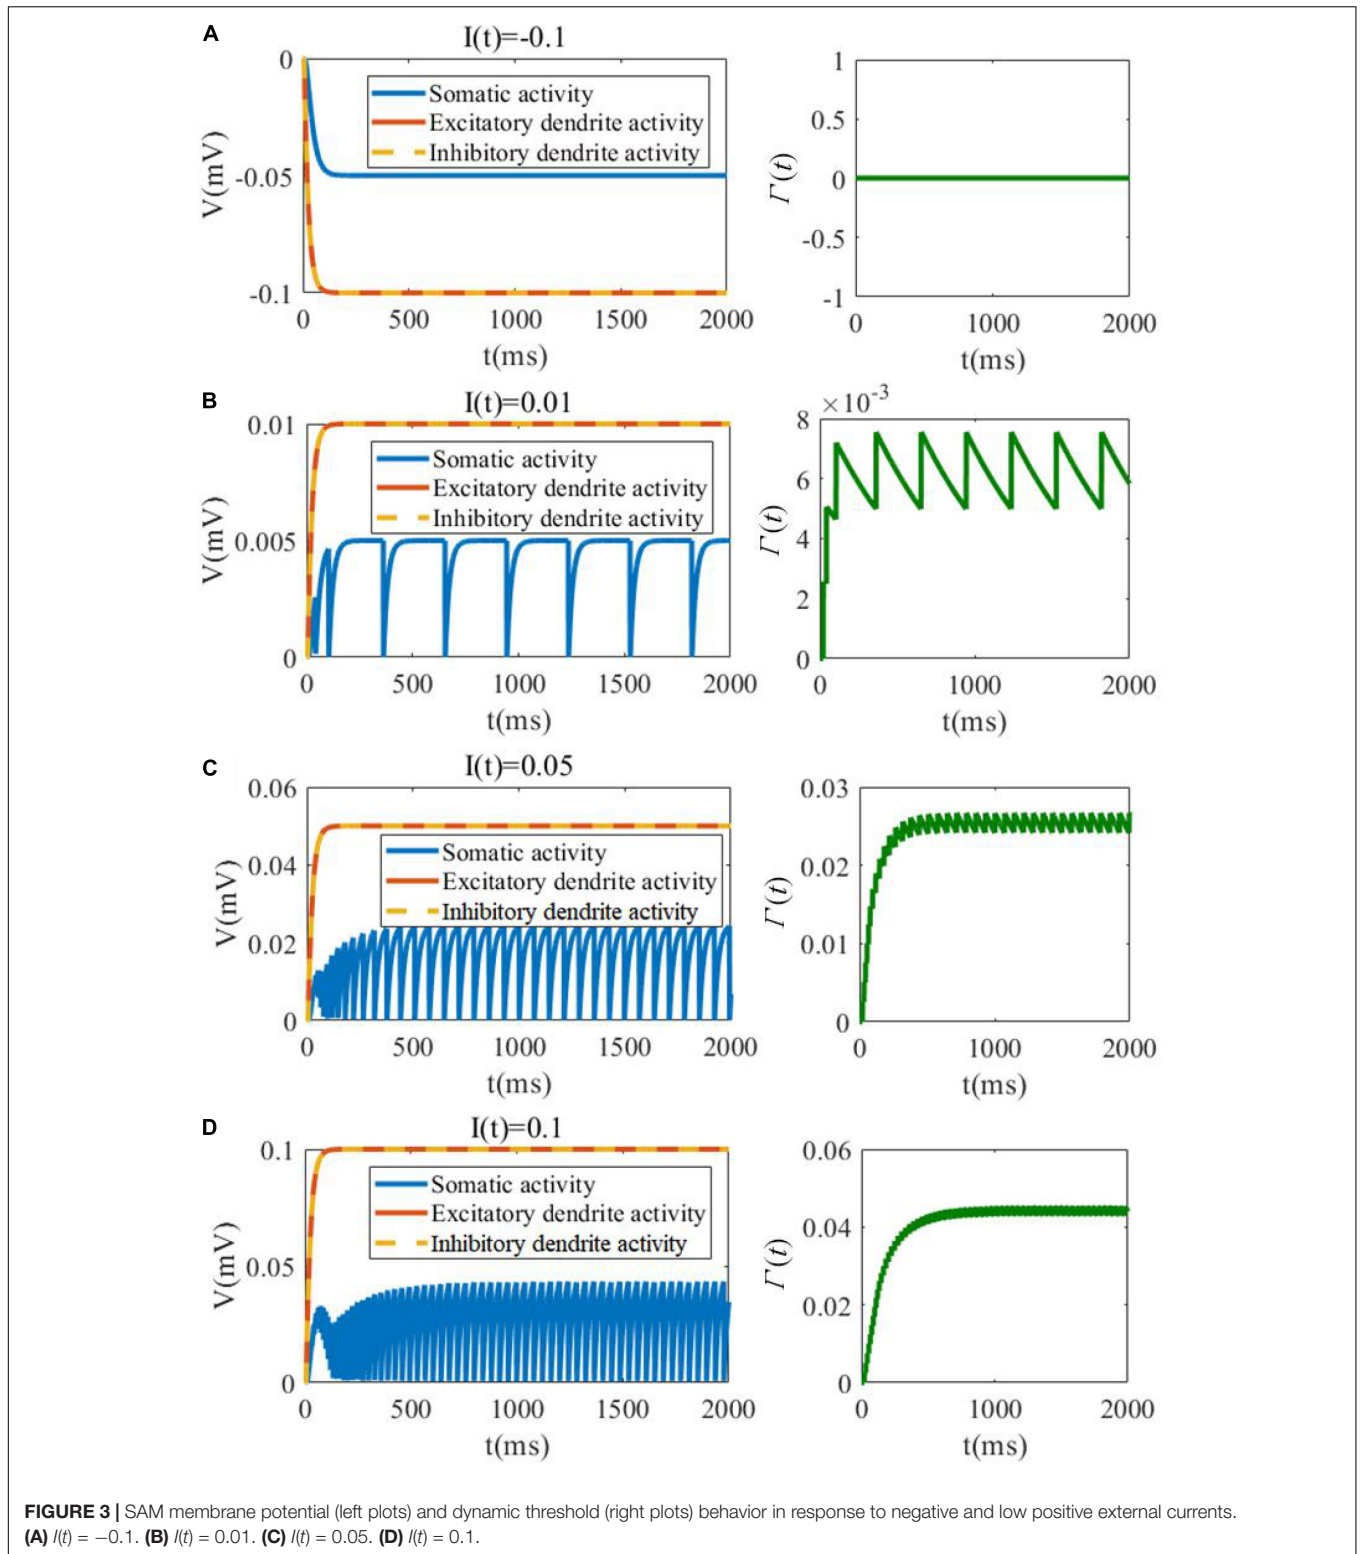 A
I(t)=-0.1
0
-0.05
-0.1
V(mV)
Somatic activity
Excitatory dendrite activity
Inhibitory dendrite activity
0 500 1000 1500 2000
t(ms)
1
0.5
0
-0.5
-1
Γ(t)
0 1000 2000
t(ms)
B
I(t)=0.01
0.01
0.005
0
V(mV)
Somatic activity
Excitatory dendrite activity
Inhibitory dendrite activity
0 500 1000 1500 2000
t(ms)
×10-3
8
6
4
2
0
Γ(t)
0 1000 2000
t(ms)
C
I(t)=0.05
0.06
0.04
0.02
0
V(mV)
Somatic activity
Excitatory dendrite activity
Inhibitory dendrite activity
0 500 1000 1500 2000
t(ms)
0.03
0.02
0.01
0
Γ(t)
0 1000 2000
t(ms)
D
I(t)=0.1
0.1
0.05
0
V(mV)
Somatic activity
Excitatory dendrite activity
Inhibitory dendrite activity
0 500 1000 1500 2000
t(ms)
0.06
0.04
0.02
0
Γ(t)
0 1000 2000
t(ms)
FIGURE 3 | SAM membrane potential (left plots) and dynamic threshold (right plots) behavior in response to negative and low positive external currents.
(A) I(t) = −0.1. (B) I(t) = 0.01. (C) I(t) = 0.05. (D) I(t) = 0.1.